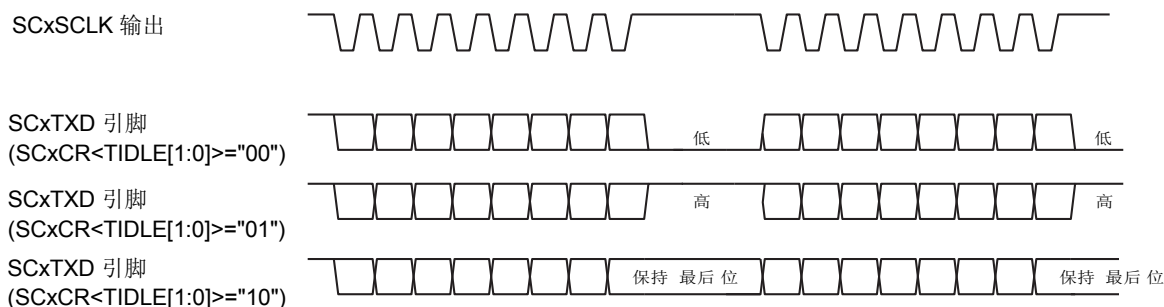 SCxSCLK 输出
SCxTXD 引脚
(SCxCR<TIDLE[1:0]>="00")
低 低
SCxTXD 引脚
(SCxCR<TIDLE[1:0]>="01")
高 高
SCxTXD 引脚
(SCxCR<TIDLE[1:0]>="10")
保持 最后 位 保持 最后 位